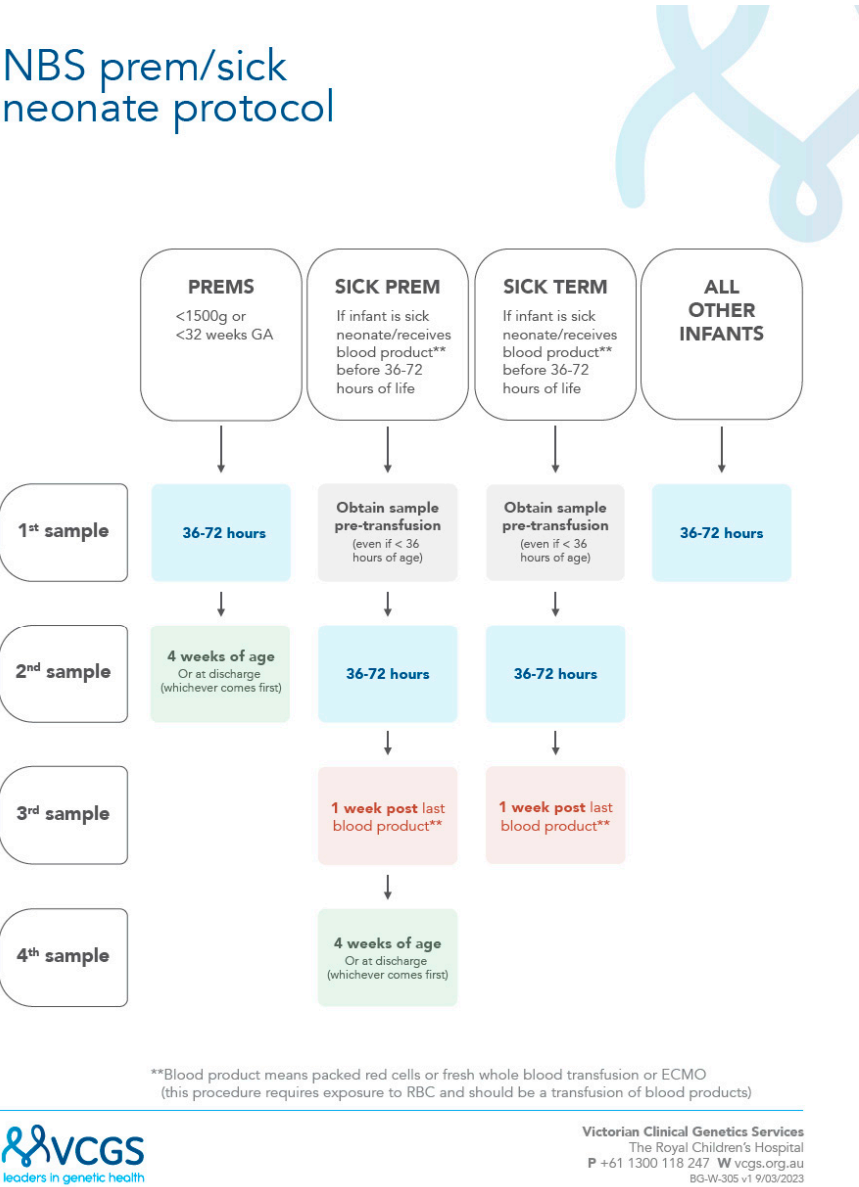 NBS prem/sick
neonate protocol
PREMS
<1500g or
<32 weeks GA
SICK PREM
If infant is sick
neonate/receives
blood product**
before 36-72
hours of life
SICK TERM
If infant is sick
neonate/receives
blood product**
before 36-72
hours of life
ALL
OTHER
INFANTS
1st sample
36-72 hours
Obtain sample
pre-transfusion
(even if < 36
hours of age)
Obtain sample
pre-transfusion
(even if < 36
hours of age)
36-72 hours
2nd sample
4 weeks of age
Or at discharge
(whichever comes first)
36-72 hours
36-72 hours
3rd sample
1 week post last
blood product**
1 week post last
blood product**
4th sample
4 weeks of age
Or at discharge
(whichever comes first)
**Blood product means packed red cells or fresh whole blood transfusion or ECMO
(this procedure requires exposure to RBC and should be a transfusion of blood products)
VCGS
leaders in genetic health
Victorian Clinical Genetics Services
The Royal Children's Hospital
P +61 1300 118 247 W vcgs.org.au
BG-W-305 v1 9/03/2023